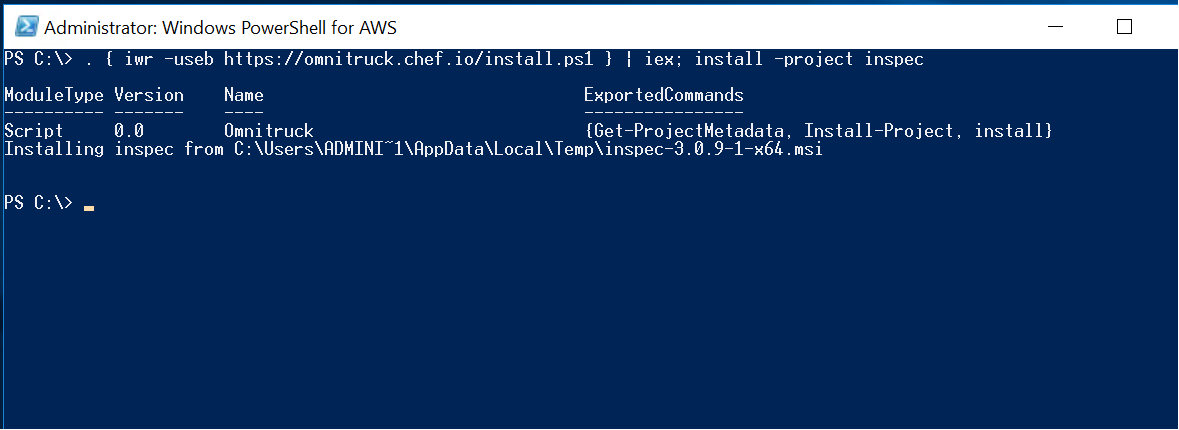 Administrator: Windows PowerShell for AWS
PS C:\> . { iwr -useb https://omnitruck.chef.io/install.ps1 } | iex; install -project inspec
ModuleType Version    Name                                ExportedCommands
---------- -------    ----                                ----------------
Script     0.0        Omnitruck                           {Get-ProjectMetadata, Install-Project, install}
Installing inspec from C:\Users\ADMINI~1\AppData\Local\Temp\inspec-3.0.9-1-x64.msi
PS C:\>